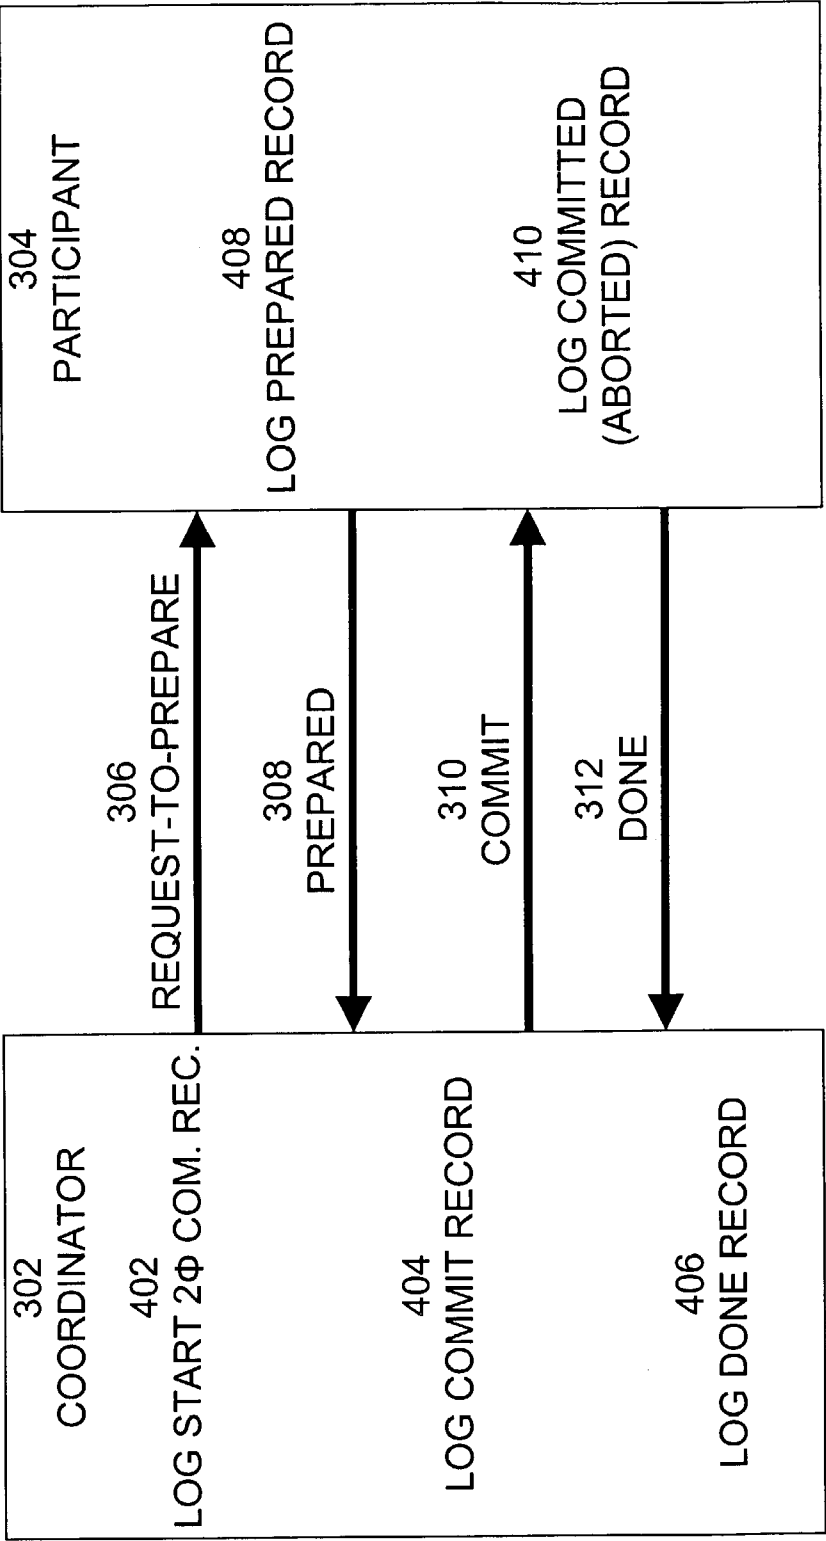 302
COORDINATOR
402
LOG START 2Φ COM. REC.
404
LOG COMMIT RECORD
406
LOG DONE RECORD
306
REQUEST-TO-PREPARE
308
PREPARED
310
COMMIT
312
DONE
304
PARTICIPANT
408
LOG PREPARED RECORD
410
LOG COMMITTED
(ABORTED) RECORD